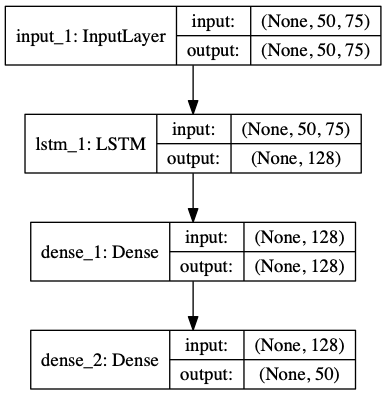 input_1: InputLayer
input: (None, 50, 75)
output: (None, 50, 75)
lstm_1: LSTM
input: (None, 50, 75)
output: (None, 128)
dense_1: Dense
input: (None, 128)
output: (None, 128)
dense_2: Dense
input: (None, 128)
output: (None, 50)